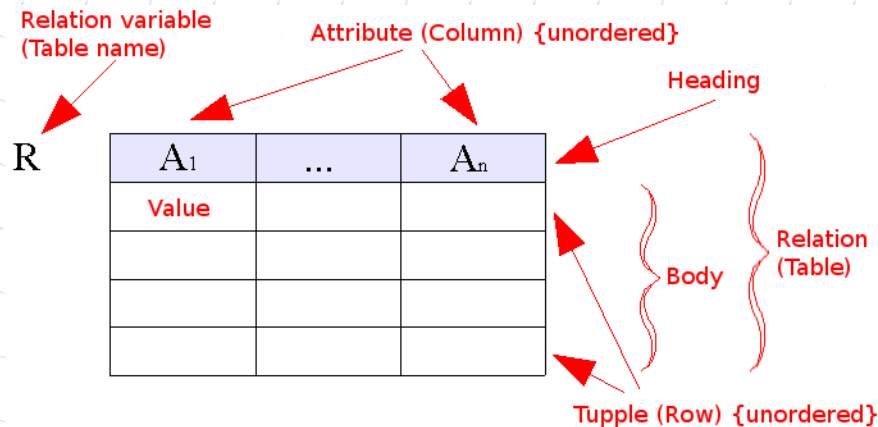 Relation variable
(Table name)
Attribute (Column) {unordered}
Heading
R
A1 ... An
Value
Relation
(Table)
Body
Tupple (Row) {unordered}